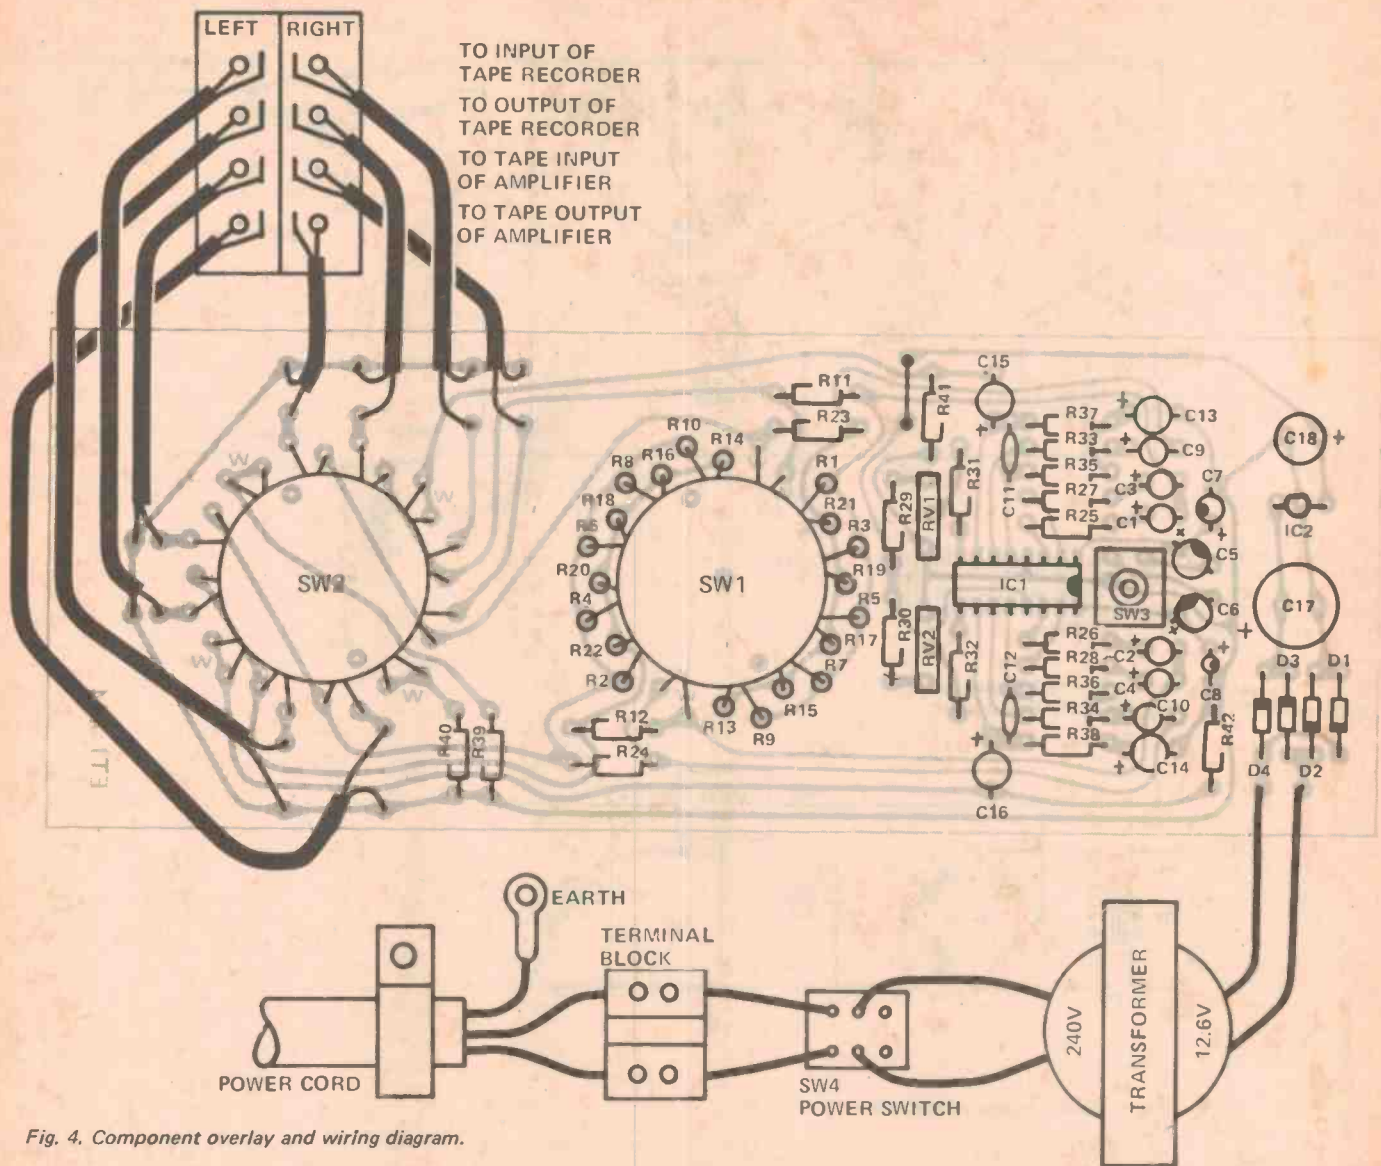 LEFT RIGHT
TO INPUT OF
TAPE RECORDER
TO OUTPUT OF
TAPE RECORDER
TO TAPE INPUT
OF AMPLIFIER
TO TAPE OUTPUT
OF AMPLIFIER
W
W
W
W
SW2
ETI
R40
R39
R11
R23
R10
R14
R8
R16
R18
R6
R20
R4
R22
R2
R1
R21
R3
R19
R5
R17
R7
R15
R9
R13
SW1
R12
R24
R41
R29
RV1
R31
R30
RV2
R32
C15
C11
R37
R33
R35
R27
R25
C13
C9
C3
C1
C7
C5
IC1
SW3
C6
C12
R26
R28
R36
R34
R38
C2
C4
C10
C14
C8
R42
C16
C18
IC2
C17
D3 D1
D4 D2
EARTH
TERMINAL
BLOCK
POWER CORD
SW4
POWER SWITCH
240V
TRANSFORMER
12.6V
Fig. 4. Component overlay and wiring diagram.